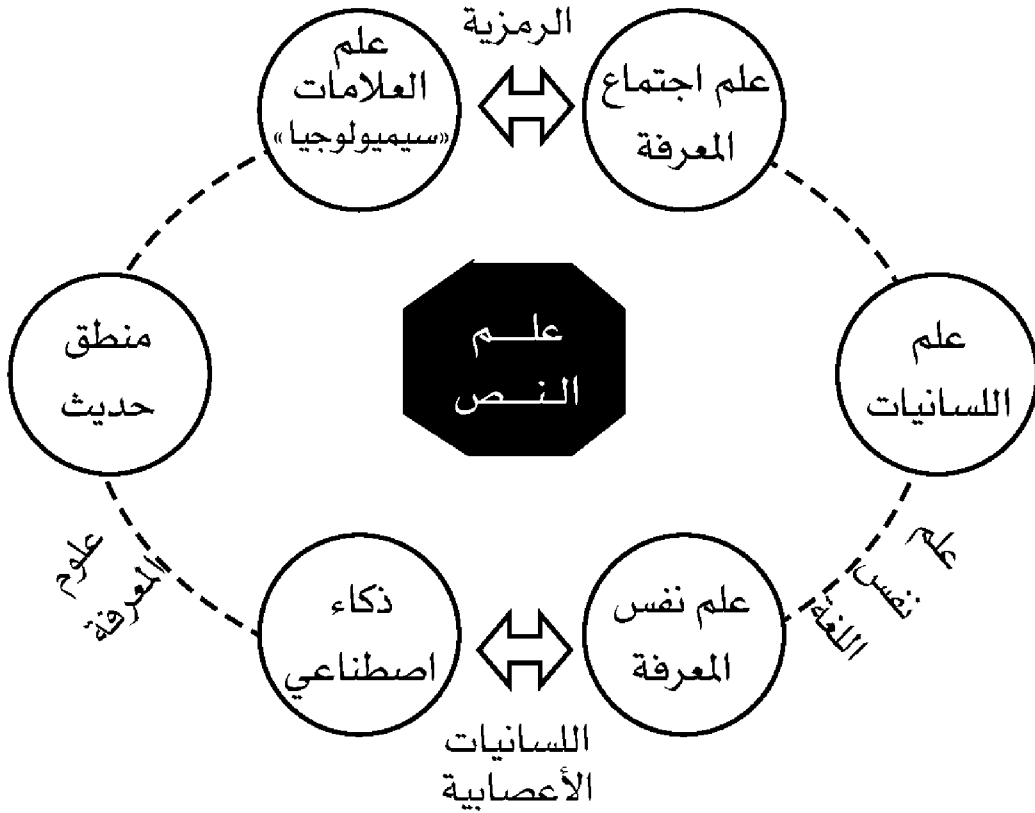 الرمزية
علم اجتماع
المعرفة
علم
العلامات
«سيميولوجيا»
علم
اللسانيات
علم
النص
منطق
حديث
علم
نفس
اللغة
علوم
المعرفة
علم نفس
المعرفة
ذكاء
اصطناعي
اللسانيات
الأعصابية